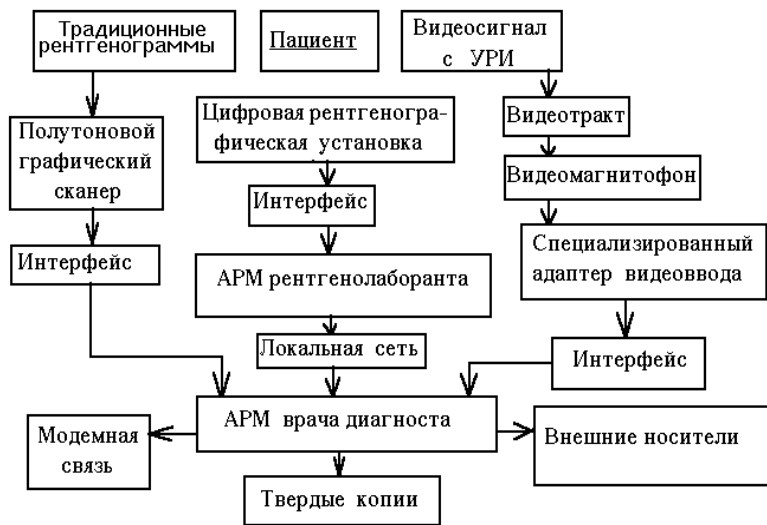 Традиционные
рентгенограммы
Пациент
Видеосигнал
с УРИ
Полутоновой
графический
сканер
Цифровая рентгеногра-
фическая установка
Видеотракт
Видеомагнитофон
Интерфейс
Интерфейс
Специализированный
адаптер видеоввода
АРМ рентгенолаборанта
Локальная сеть
Интерфейс
АРМ врача диагноста
Модемная
связь
Внешние носители
Твердые копии